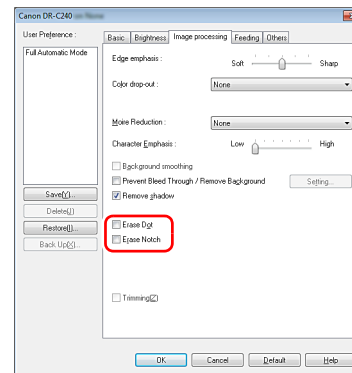 Canon DR-C240 on None
User Preference :
Full Automatic Mode
Save(Y)...
Delete(J)
Restore(I)...
Back Up(X)...
Basic Brightness Image processing Feeding Others
Edge emphasis : Soft Sharp
Color drop-out : None
Moire Reduction : None
Character Emphasis : Low High
Background smoothing
Prevent Bleed Through / Remove Background Setting...
Remove shadow
Erase Dot
Erase Notch
Trimming(Z)
OK Cancel Default Help